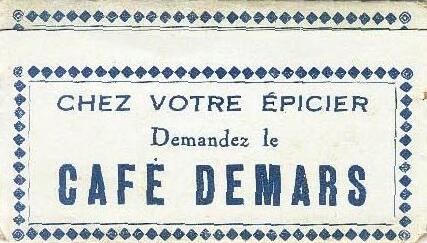 CHEZ VOTRE ÉPICIER
Demandez le
CAFÉ DEMARS